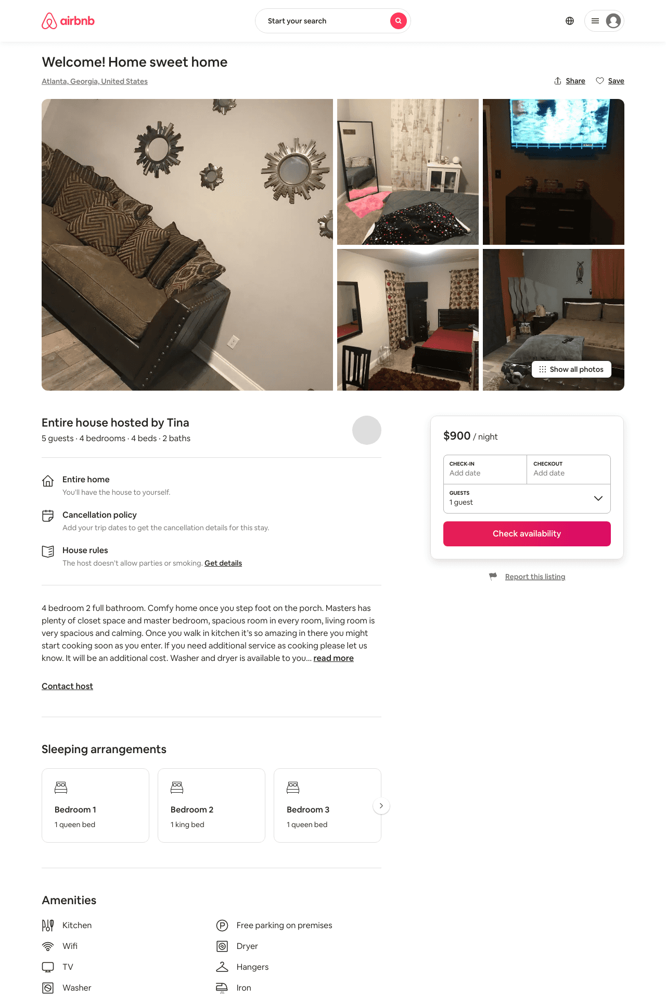 airbnb
Start your search
Welcome! Home sweet home
Atlanta, Georgia, United States
Share
Save
Show all photos
Entire house hosted by Tina
5 guests · 4 bedrooms · 4 beds · 2 baths
Entire home
You’ll have the house to yourself.
Cancellation policy
Add your trip dates to get the cancellation details for this stay.
House rules
The host doesn’t allow parties or smoking. Get details
$900 / night
CHECK-IN
Add date
CHECKOUT
Add date
GUESTS
1 guest
Check availability
Report this listing
4 bedroom 2 full bathroom. Comfy home once you step foot on the porch. Masters has
plenty of closet space and master bedroom, spacious room in every room, living room is
very spacious and calming. Once you walk in kitchen it’s so amazing in there you might
start cooking soon as you enter. If you need additional service as cooking please let us
know. It will be an additional cost. Washer and dryer is available to you… read more
Contact host
Sleeping arrangements
Bedroom 1
1 queen bed
Bedroom 2
1 king bed
Bedroom 3
1 queen bed
Amenities
Kitchen
Free parking on premises
Wifi
Dryer
TV
Hangers
Washer
Iron